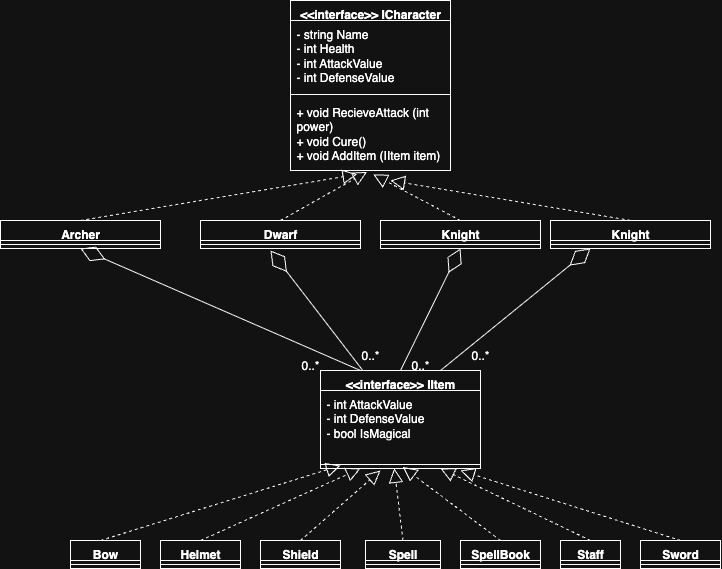 <<interface>> ICharacter
- string Name
- int Health
- int AttackValue
- int DefenseValue
+ void RecieveAttack (int
power)
+ void Cure()
+ void AddItem (IItem item)
Archer
Dwarf
Knight
Knight
0..*
0..*
0..*
0..*
<<interface>> IItem
- int AttackValue
- int DefenseValue
- bool IsMagical
Bow
Helmet
Shield
Spell
SpellBook
Staff
Sword